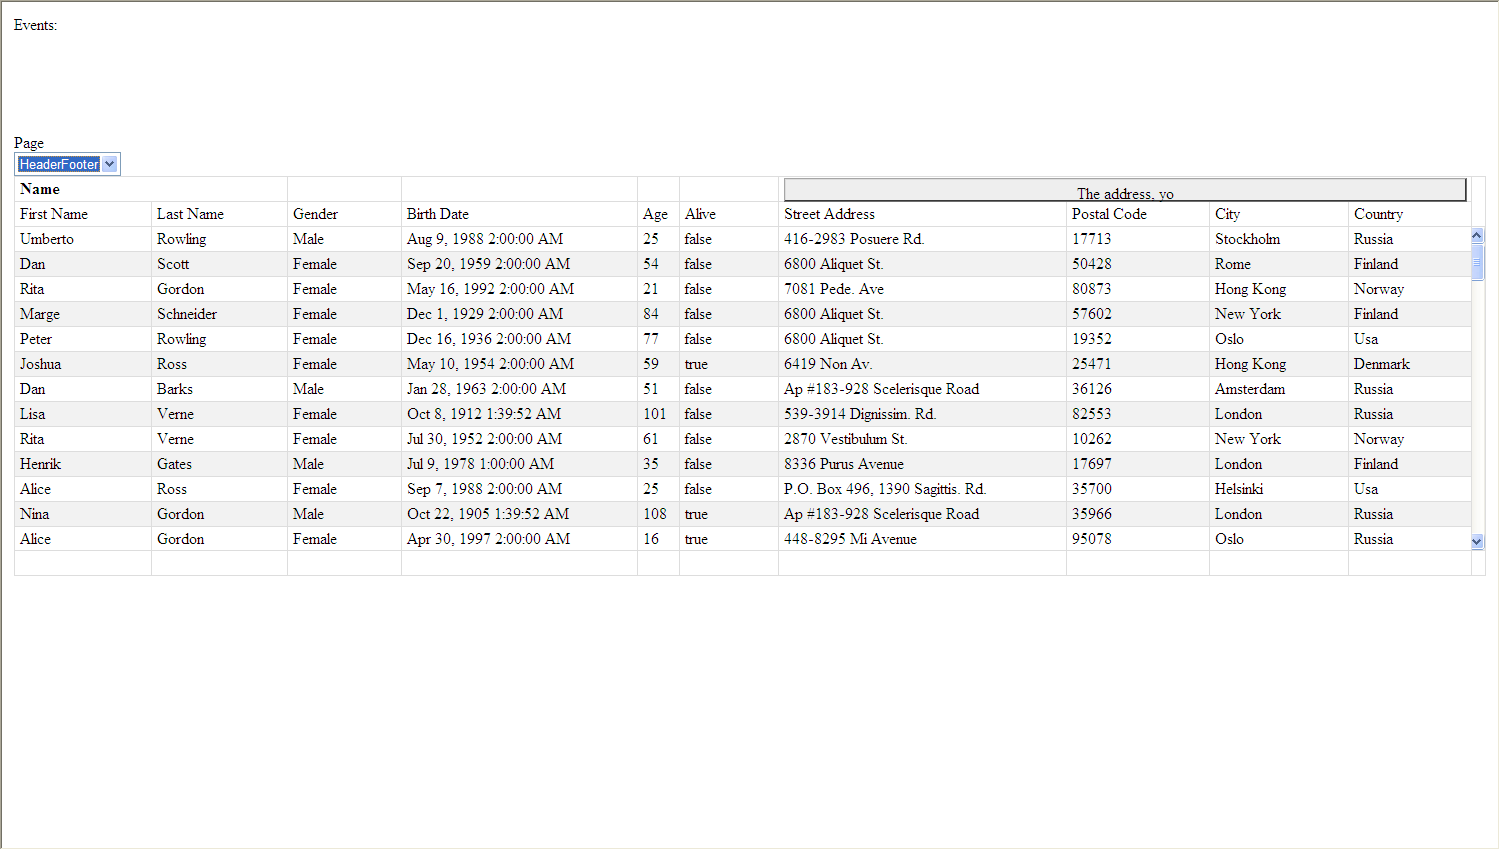 Events:
Page
HeaderFooter
Name The address, yo
First Name Last Name Gender Birth Date Age Alive Street Address Postal Code City Country
Umberto Rowling Male Aug 9, 1988 2:00:00 AM 25 false 416-2983 Posuere Rd. 17713 Stockholm Russia
Dan Scott Female Sep 20, 1959 2:00:00 AM 54 false 6800 Aliquet St. 50428 Rome Finland
Rita Gordon Female May 16, 1992 2:00:00 AM 21 false 7081 Pede. Ave 80873 Hong Kong Norway
Marge Schneider Female Dec 1, 1929 2:00:00 AM 84 false 6800 Aliquet St. 57602 New York Finland
Peter Rowling Female Dec 16, 1936 2:00:00 AM 77 false 6800 Aliquet St. 19352 Oslo Usa
Joshua Ross Female May 10, 1954 2:00:00 AM 59 true 6419 Non Av. 25471 Hong Kong Denmark
Dan Barks Male Jan 28, 1963 2:00:00 AM 51 false Ap #183-928 Scelerisque Road 36126 Amsterdam Russia
Lisa Verne Female Oct 8, 1912 1:39:52 AM 101 false 539-3914 Dignissim. Rd. 82553 London Russia
Rita Verne Female Jul 30, 1952 2:00:00 AM 61 false 2870 Vestibulum St. 10262 New York Norway
Henrik Gates Male Jul 9, 1978 1:00:00 AM 35 false 8336 Purus Avenue 17697 London Finland
Alice Ross Female Sep 7, 1988 2:00:00 AM 25 false P.O. Box 496, 1390 Sagittis. Rd. 35700 Helsinki Usa
Nina Gordon Male Oct 22, 1905 1:39:52 AM 108 true Ap #183-928 Scelerisque Road 35966 London Russia
Alice Gordon Female Apr 30, 1997 2:00:00 AM 16 true 448-8295 Mi Avenue 95078 Oslo Russia